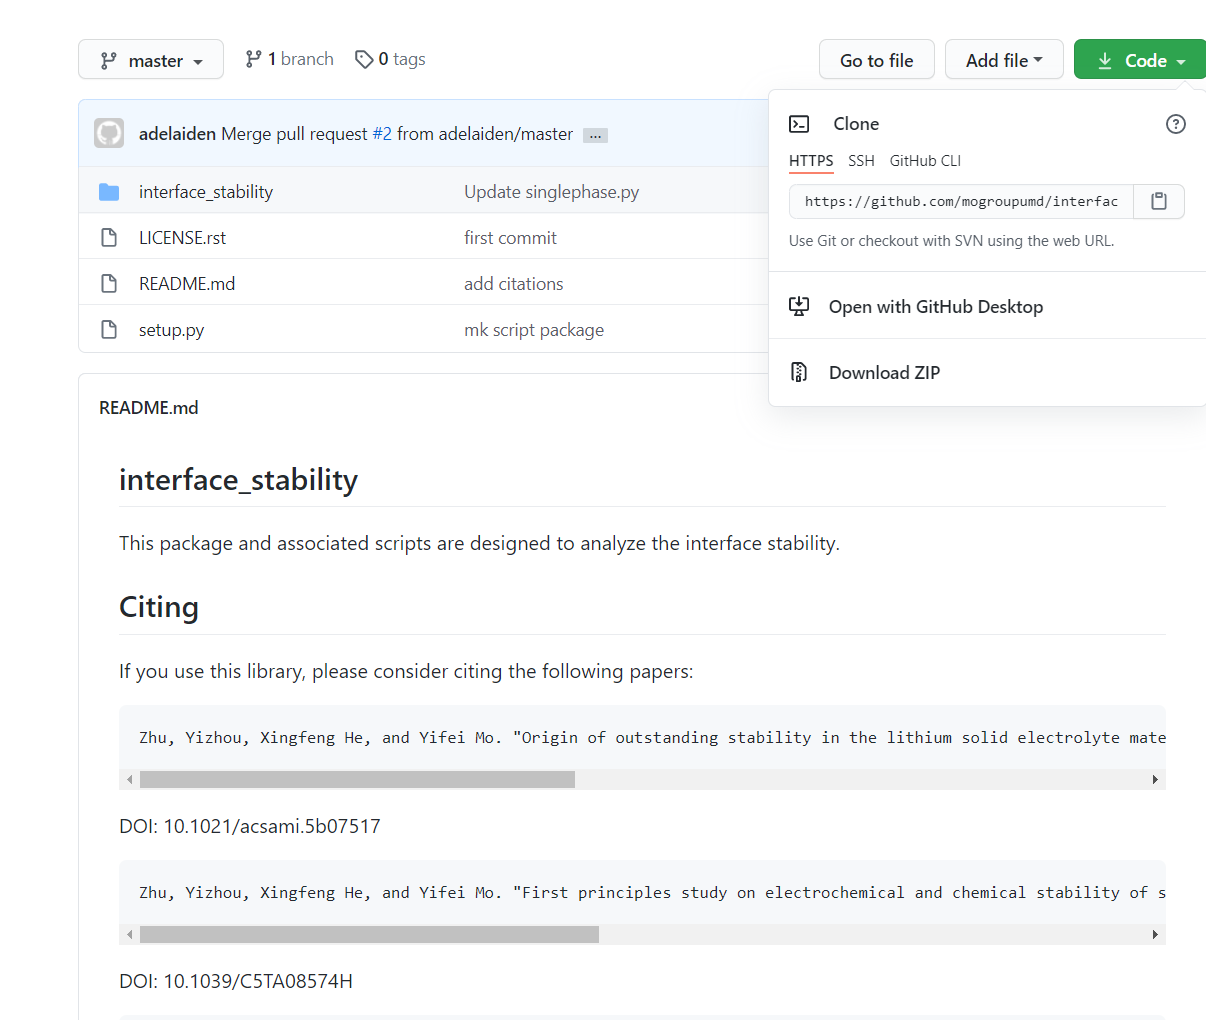 master 1 branch 0 tags Go to file Add file Code
adelaiden Merge pull request #2 from adelaiden/master ...
interface_stability Update singlephase.py
LICENSE.rst first commit
README.md add citations
setup.py mk script package
Clone
HTTPS SSH GitHub CLI
https://github.com/mogroupumd/interfac
Use Git or checkout with SVN using the web URL.
Open with GitHub Desktop
Download ZIP
README.md
interface_stability
This package and associated scripts are designed to analyze the interface stability.
Citing
If you use this library, please consider citing the following papers:
Zhu, Yizhou, Xingfeng He, and Yifei Mo. "Origin of outstanding stability in the lithium solid electrolyte mate
DOI: 10.1021/acsami.5b07517
Zhu, Yizhou, Xingfeng He, and Yifei Mo. "First principles study on electrochemical and chemical stability of s
DOI: 10.1039/C5TA08574H